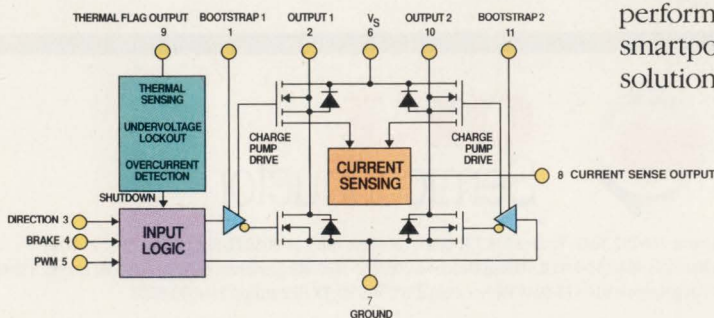 THERMAL FLAG OUTPUT
9
BOOTSTRAP 1
1
OUTPUT 1
2
VS
6
OUTPUT 2
10
BOOTSTRAP 2
11
perform
smartpo
solution
THERMAL
SENSING
UNDERVOLTAGE
LOCKOUT
OVERCURRENT
DETECTION
SHUTDOWN
CHARGE
PUMP
DRIVE
CURRENT
SENSING
CHARGE
PUMP
DRIVE
8 CURRENT SENSE OUTPUT
DIRECTION 3
BRAKE 4
PWM 5
INPUT
LOGIC
7
GROUND